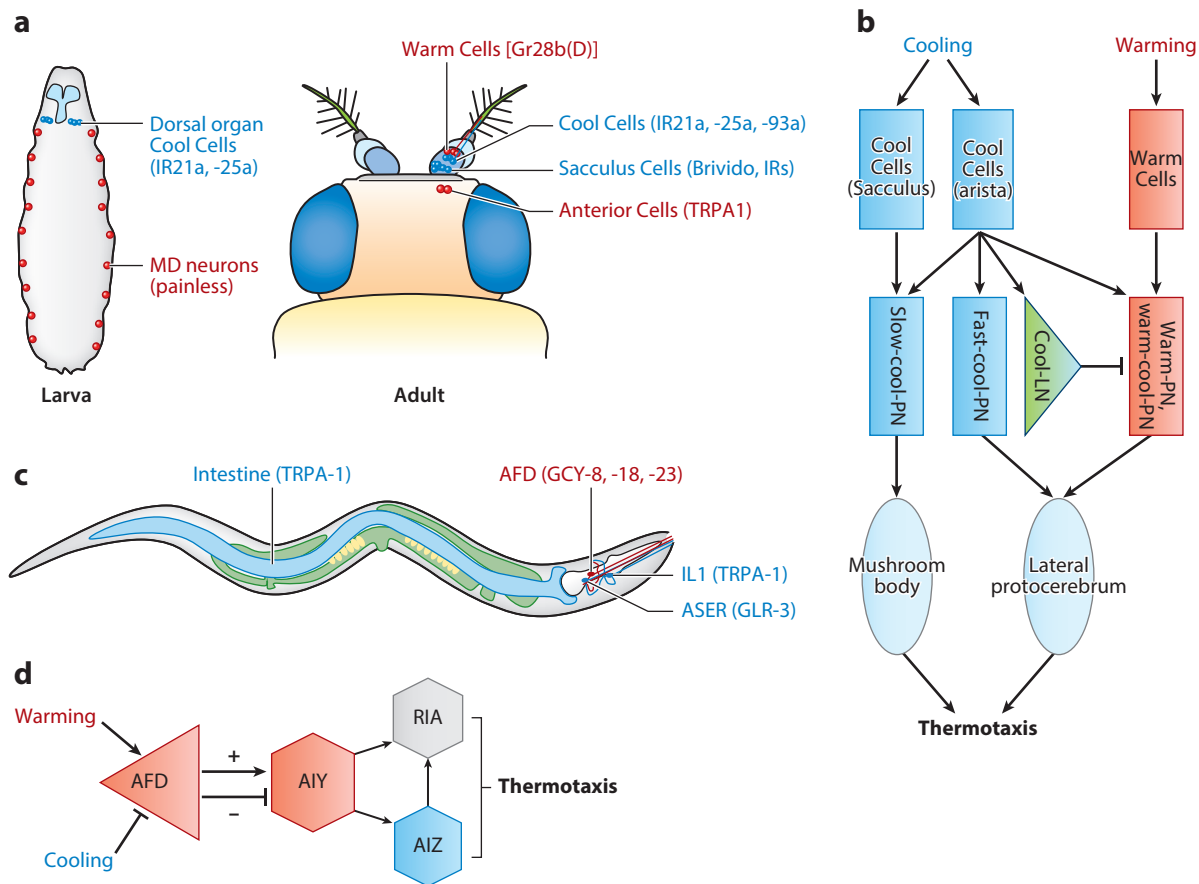 a
Warm Cells [Gr28b(D)]
Dorsal organ
Cool Cells
(IR21a, -25a)
Cool Cells (IR21a, -25a, -93a)
Sacculus Cells (Brivido, IRs)
Anterior Cells (TRPA1)
MD neurons
(painless)
Larva
Adult
b
Cooling
Warming
Cool
Cells
(Sacculus)
Cool
Cells
(arista)
Warm
Cells
Slow-cool-PN
Fast-cool-PN
Cool-LN
Warm-PN,
warm-cool-PN
Mushroom
body
Lateral
protocerebrum
Thermotaxis
c
Intestine (TRPA-1)
AFD (GCY-8, -18, -23)
IL1 (TRPA-1)
ASER (GLR-3)
d
Warming
Cooling
AFD
+
−
AIY
RIA
AIZ
Thermotaxis